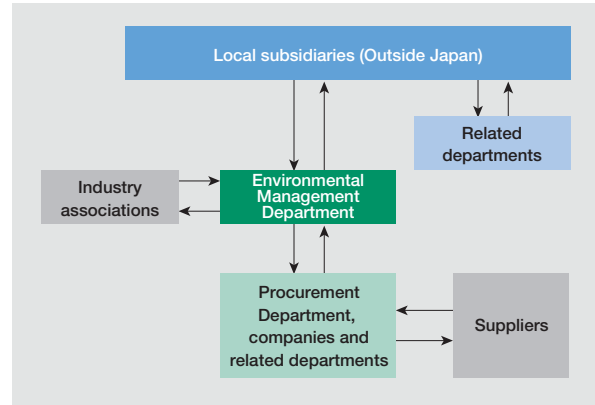 Local subsidiaries (Outside Japan)
Related
departments
Industry
associations
Environmental
Management
Department
Procurement
Department,
companies and
related departments
Suppliers